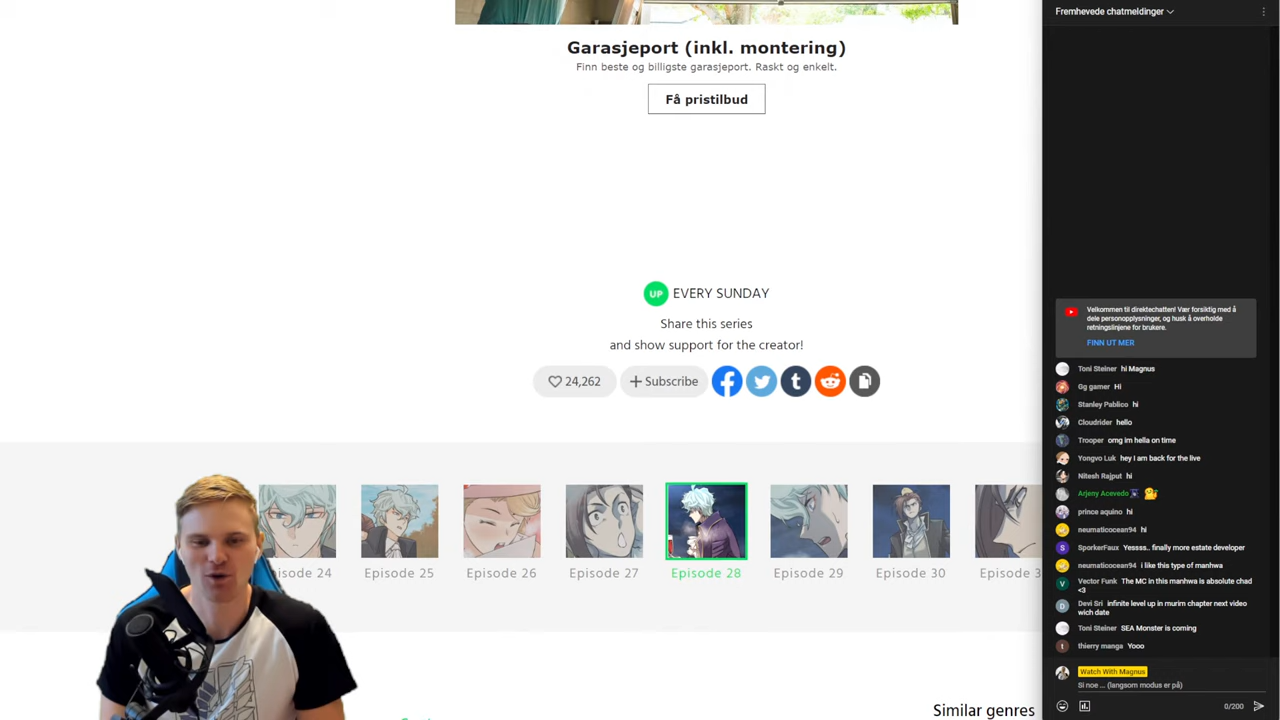 Garasjeport (inkl. montering)
Finn beste og billigste garasjeport. Raskt og enkelt.
Få pristilbud
UP EVERY SUNDAY
Share this series
and show support for the creator!
24,262
Subscribe
isode 24
Episode 25
Episode 26
Episode 27
Episode 28
Episode 29
Episode 30
Episode 3
Similar genres
Fremhevede chatmeldinger
Velkommen til direktechatten! Vær forsiktig med å
dele personopplysninger, og husk å overholde
retningslinjene for brukere.
FINN UT MER
Toni Steiner hi Magnus
Gg gamer Hi
Stanley Pablico hi
Cloudrider hello
Trooper omg im hella on time
Yongvo Luk hey I am back for the live
Nitesh Rajput hi
Arjeny Acevedo
prince aquino hi
neumaticocean94 hi
S SporkerFaux Yessss.. finally more estate developer
neumaticocean94 i like this type of manhwa
V Vector Funk The MC in this manhwa is absolute chad
<3
D Devi Sri infinite level up in murim chapter next video
wich date
Toni Steiner SEA Monster is coming
t thierry manga Yooo
Watch With Magnus
Si noe ... (langsom modus er på)
0/200